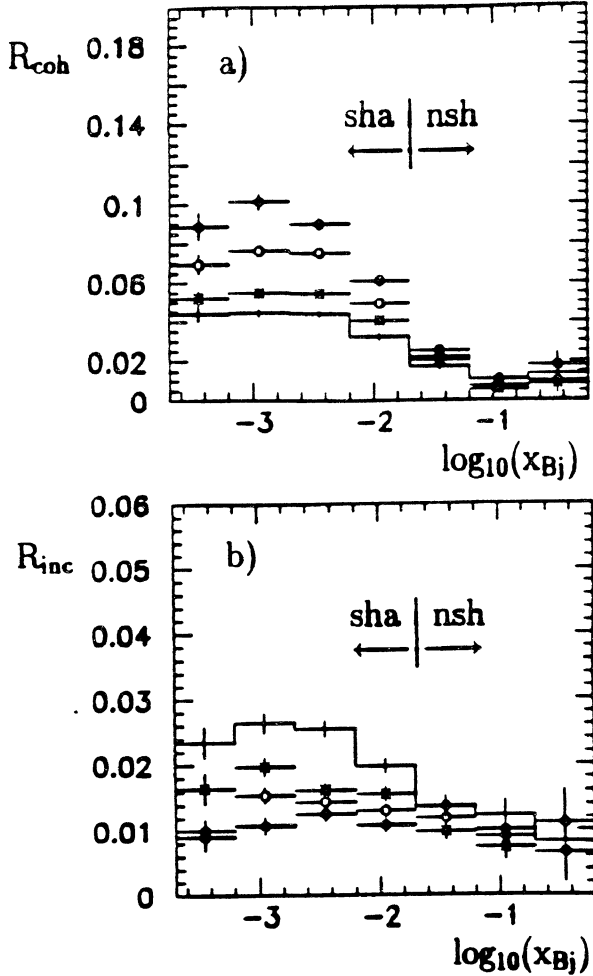 R_coh
a)
0.18
0.14
0.1
0.06
0.02
0
sha nsh
-3 -2 -1
log₁₀(x_Bj)
R_inc
b)
0.06
0.05
0.04
0.03
0.02
0.01
0
sha nsh
-3 -2 -1
log₁₀(x_Bj)